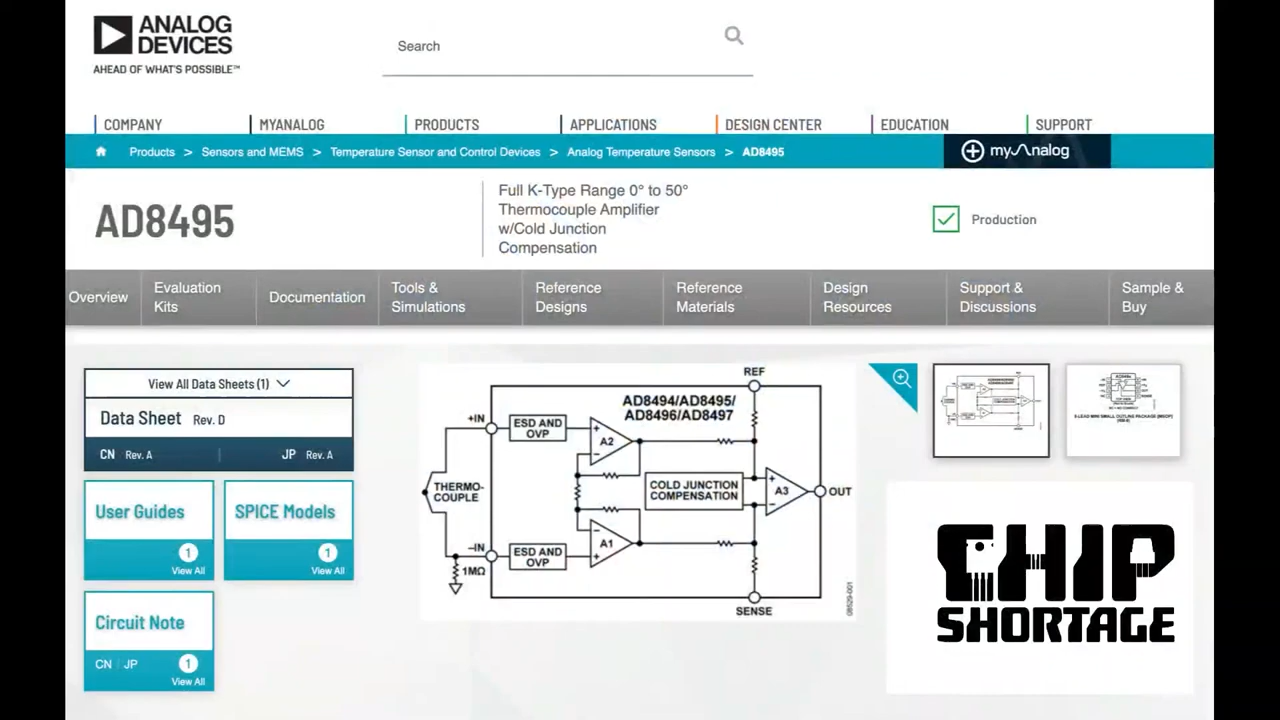 ANALOG
DEVICES
AHEAD OF WHAT'S POSSIBLE™
Search
COMPANY
MYANALOG
PRODUCTS
APPLICATIONS
DESIGN CENTER
EDUCATION
SUPPORT
Products > Sensors and MEMS > Temperature Sensor and Control Devices > Analog Temperature Sensors > AD8495
myAnalog
AD8495
Full K-Type Range 0° to 50°
Thermocouple Amplifier
w/Cold Junction
Compensation
Production
Overview
Evaluation
Kits
Documentation
Tools &
Simulations
Reference
Designs
Reference
Materials
Design
Resources
Support &
Discussions
Sample &
Buy
View All Data Sheets (1)
Data Sheet Rev. D
CN Rev. A | JP Rev. A
User Guides
1
View All
SPICE Models
1
View All
Circuit Note
CN | JP
1
View All
REF
AD8494/AD8495/
AD8496/AD8497
+IN
ESD AND
OVP
A2
THERMO-
COUPLE
COLD JUNCTION
COMPENSATION
A3
OUT
–IN
ESD AND
OVP
A1
1MΩ
SENSE
08529-001
CHIP
SHORTAGE